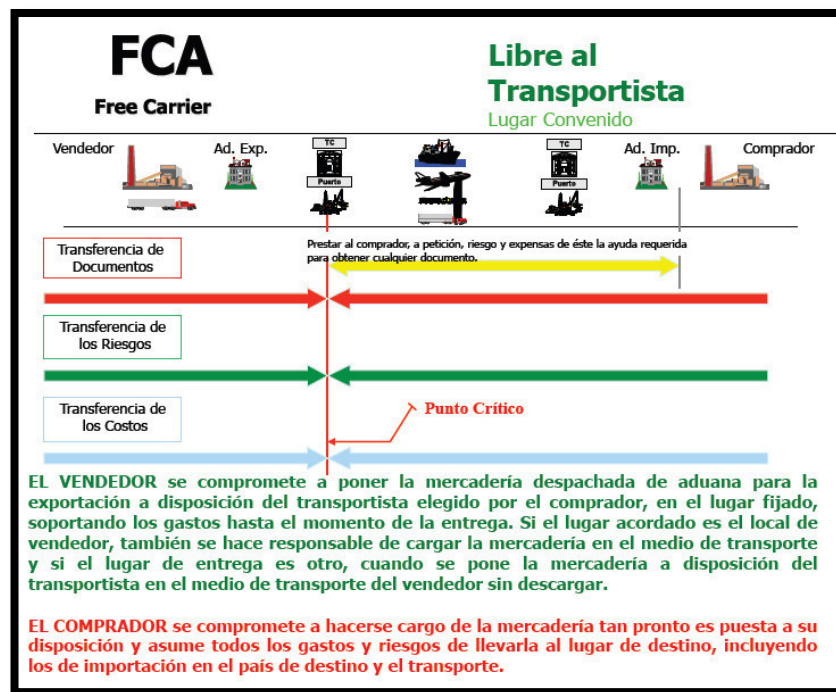 FCA
Free Carrier
Libre al
Transportista
Lugar Convenido
Vendedor
Ad. Exp.
TC
Puerto
TC
Puerto
Ad. Imp.
Comprador
Transferencia de
Documentos
Prestar al comprador, a petición, riesgo y expensas de éste la ayuda requerida
para obtener cualquier documento.
Transferencia de
los Riesgos
Transferencia de
los Costos
Punto Crítico
EL VENDEDOR se compromete a poner la mercadería despachada de aduana para la
exportación a disposición del transportista elegido por el comprador, en el lugar fijado,
soportando los gastos hasta el momento de la entrega. Si el lugar acordado es el local de
vendedor, también se hace responsable de cargar la mercadería en el medio de transporte
y si el lugar de entrega es otro, cuando se pone la mercadería a disposición del
transportista en el medio de transporte del vendedor sin descargar.
EL COMPRADOR se compromete a hacerse cargo de la mercadería tan pronto es puesta a su
disposición y asume todos los gastos y riesgos de llevarla al lugar de destino, incluyendo
los de importación en el país de destino y el transporte.